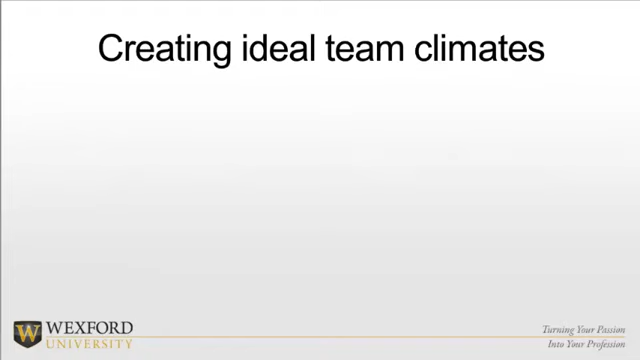 Creating ideal team climates
WEXFORD
UNIVERSITY
Turning Your Passion
Into Your Profession